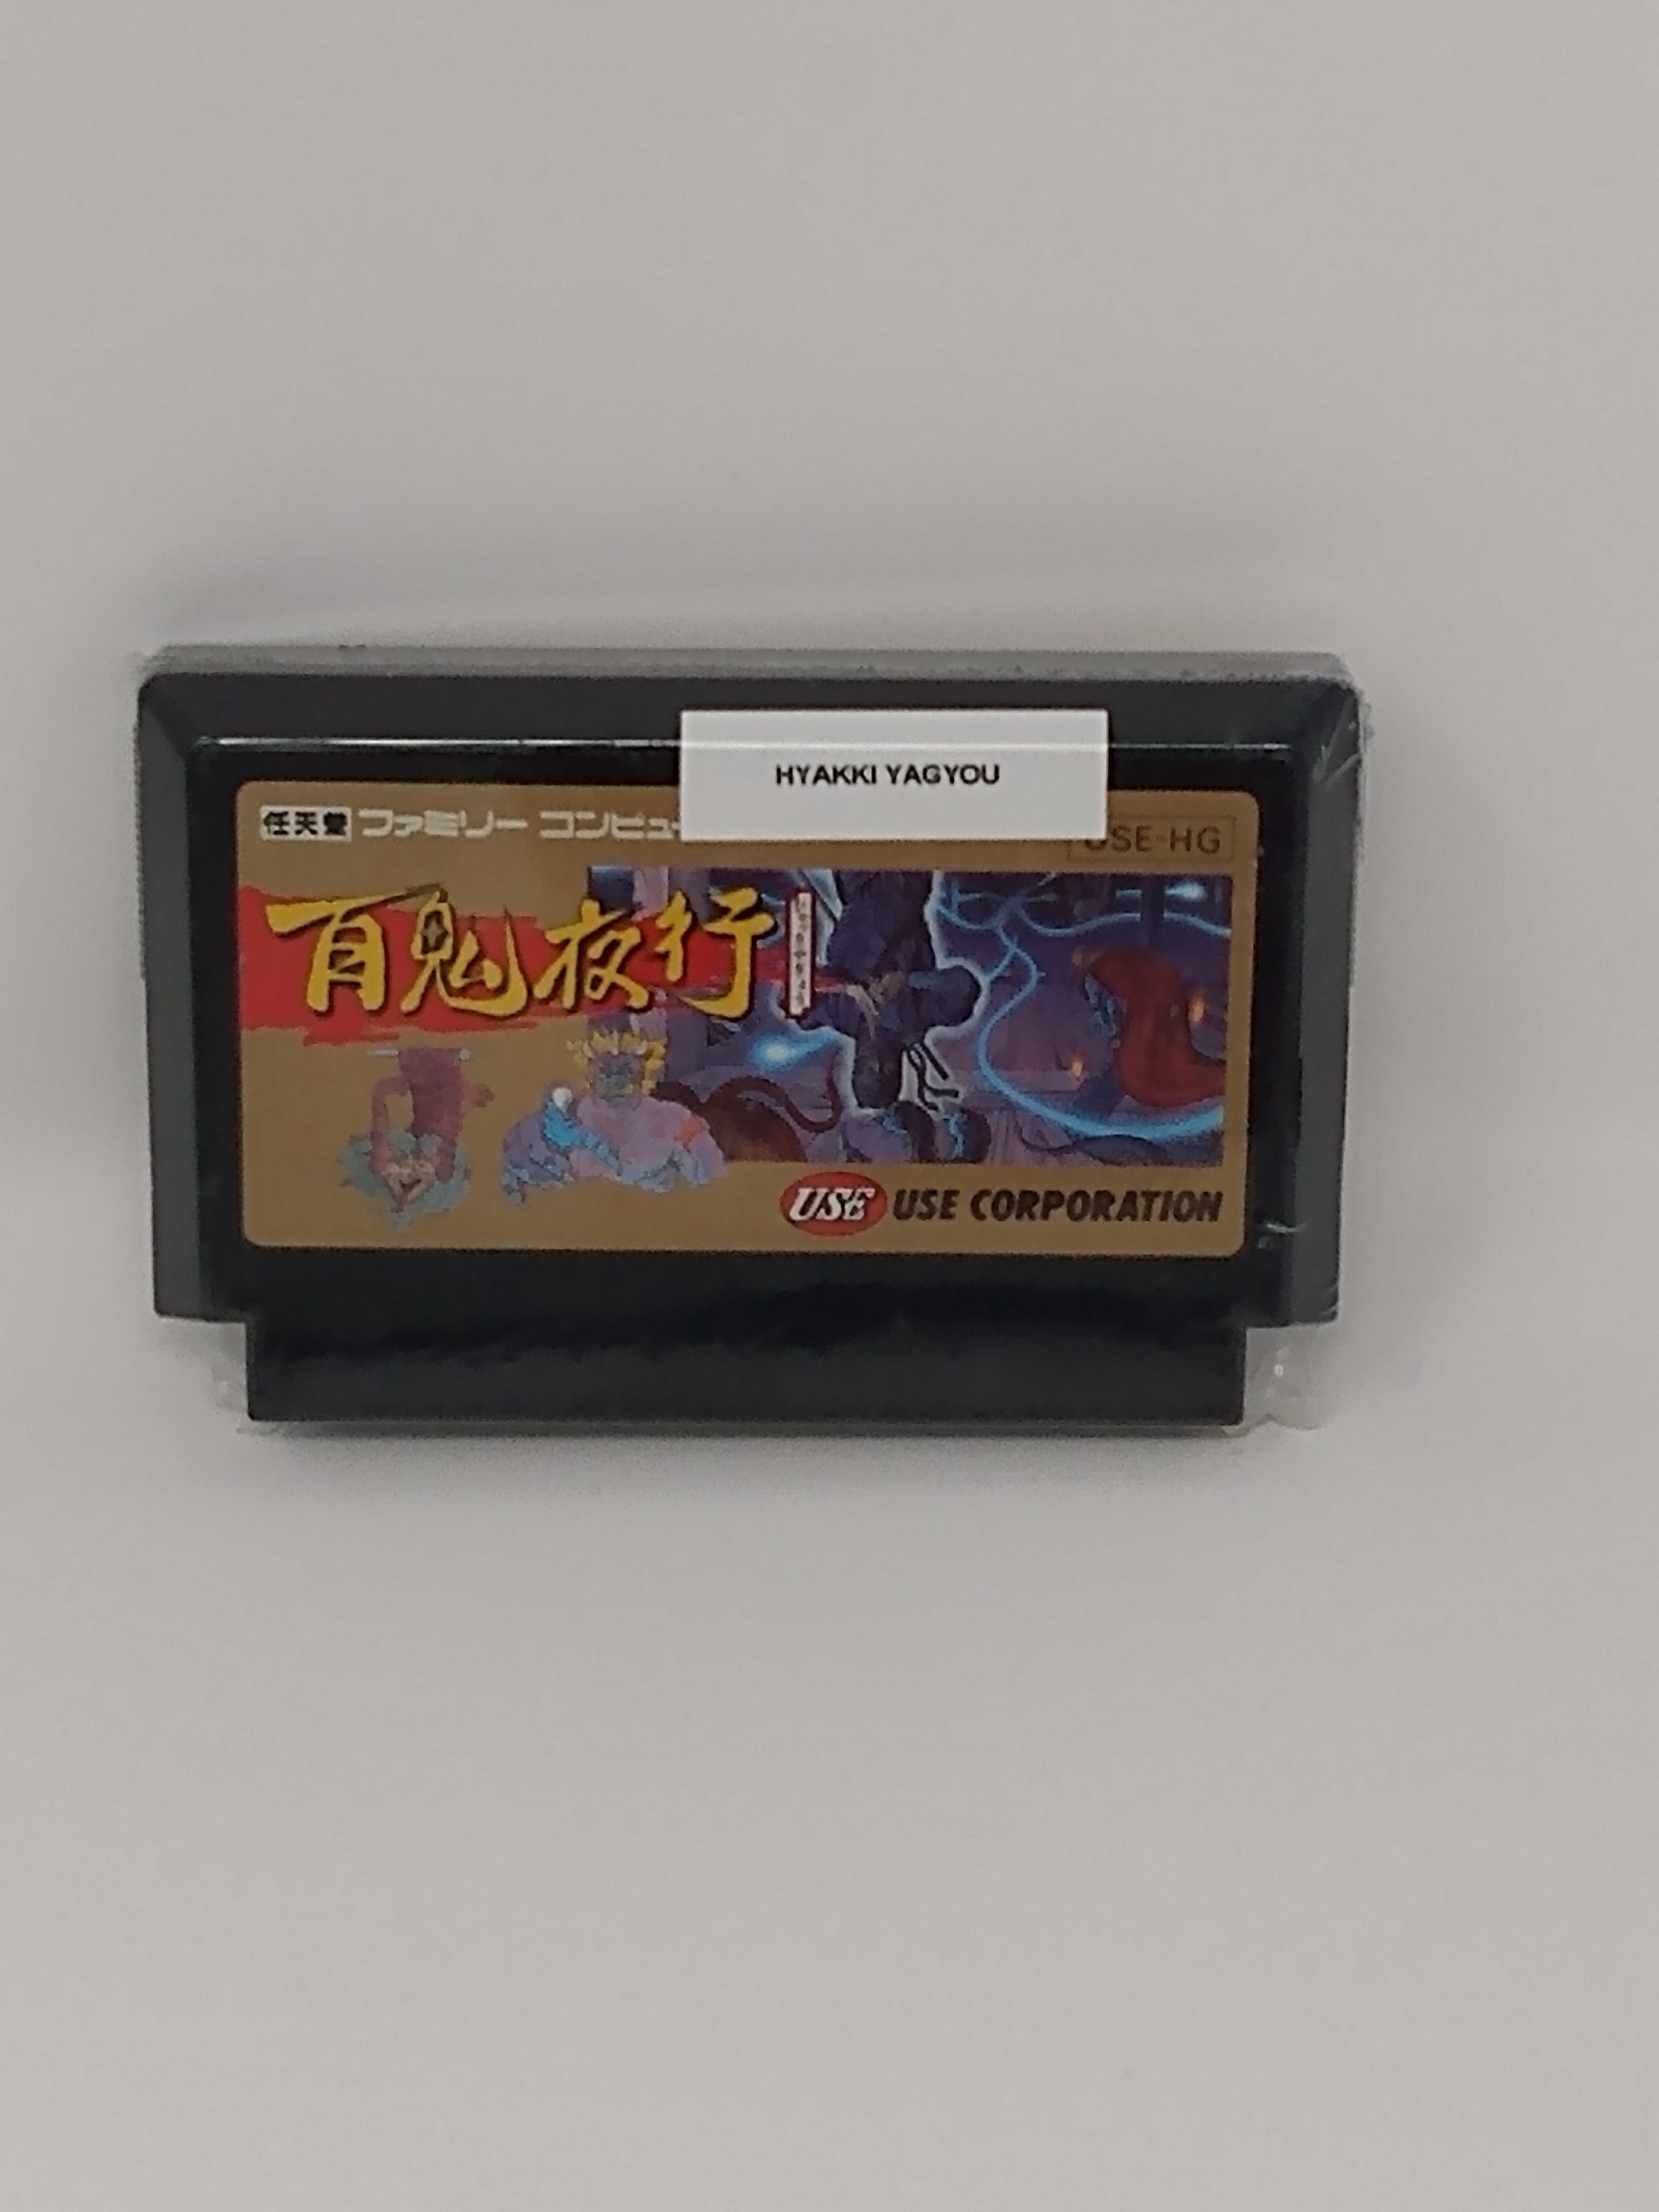 HYAKKI YAGYOU
任天堂 ファミリー コンピュー
USE-HG
百鬼夜行
USE USE CORPORATION